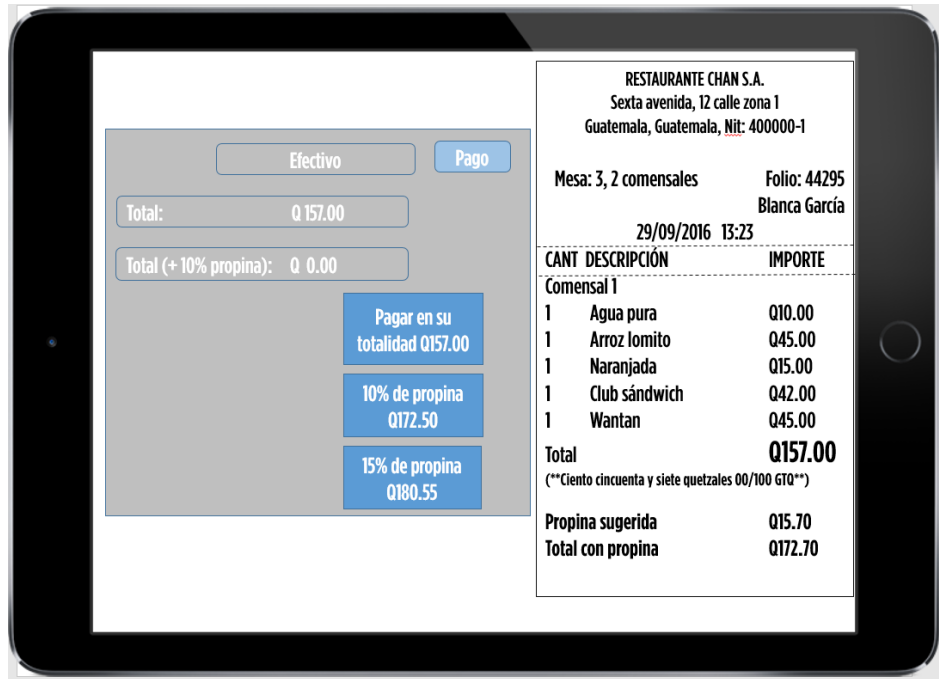 Efectivo
Pago
Total: Q 157.00
Total (+ 10% propina): Q 0.00
Pagar en su
totalidad Q157.00
10% de propina
Q172.50
15% de propina
Q180.55
RESTAURANTE CHAN S.A.
Sexta avenida, 12 calle zona 1
Guatemala, Guatemala, Nit: 400000-1
Mesa: 3, 2 comensales Folio: 44295
Blanca García
29/09/2016 13:23
CANT DESCRIPCIÓN IMPORTE
Comensal 1
1 Agua pura Q10.00
1 Arroz lomito Q45.00
1 Naranjada Q15.00
1 Club sándwich Q42.00
1 Wantan Q45.00
Total Q157.00
(**Ciento cincuenta y siete quetzales 00/100 GTQ**)
Propina sugerida Q15.70
Total con propina Q172.70